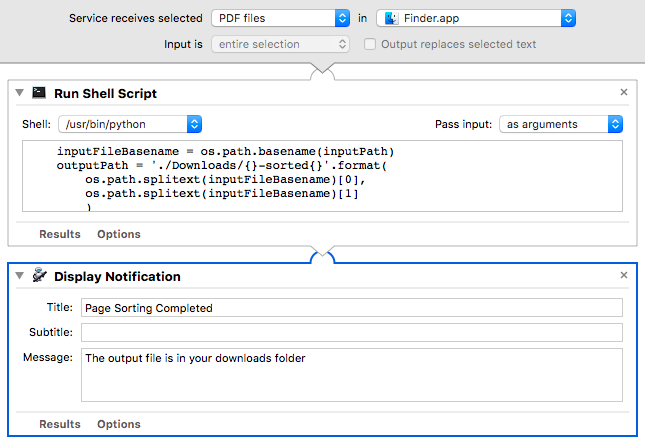 Service receives selected PDF files in Finder.app
Input is entire selection Output replaces selected text
Run Shell Script
Shell: /usr/bin/python Pass input: as arguments
inputFileBasename = os.path.basename(inputPath)
outputPath = './Downloads/{}-sorted{}'.format(
os.path.splitext(inputFileBasename)[0],
os.path.splitext(inputFileBasename)[1]
)
Results Options
Display Notification
Title: Page Sorting Completed
Subtitle:
Message: The output file is in your downloads folder
Results Options